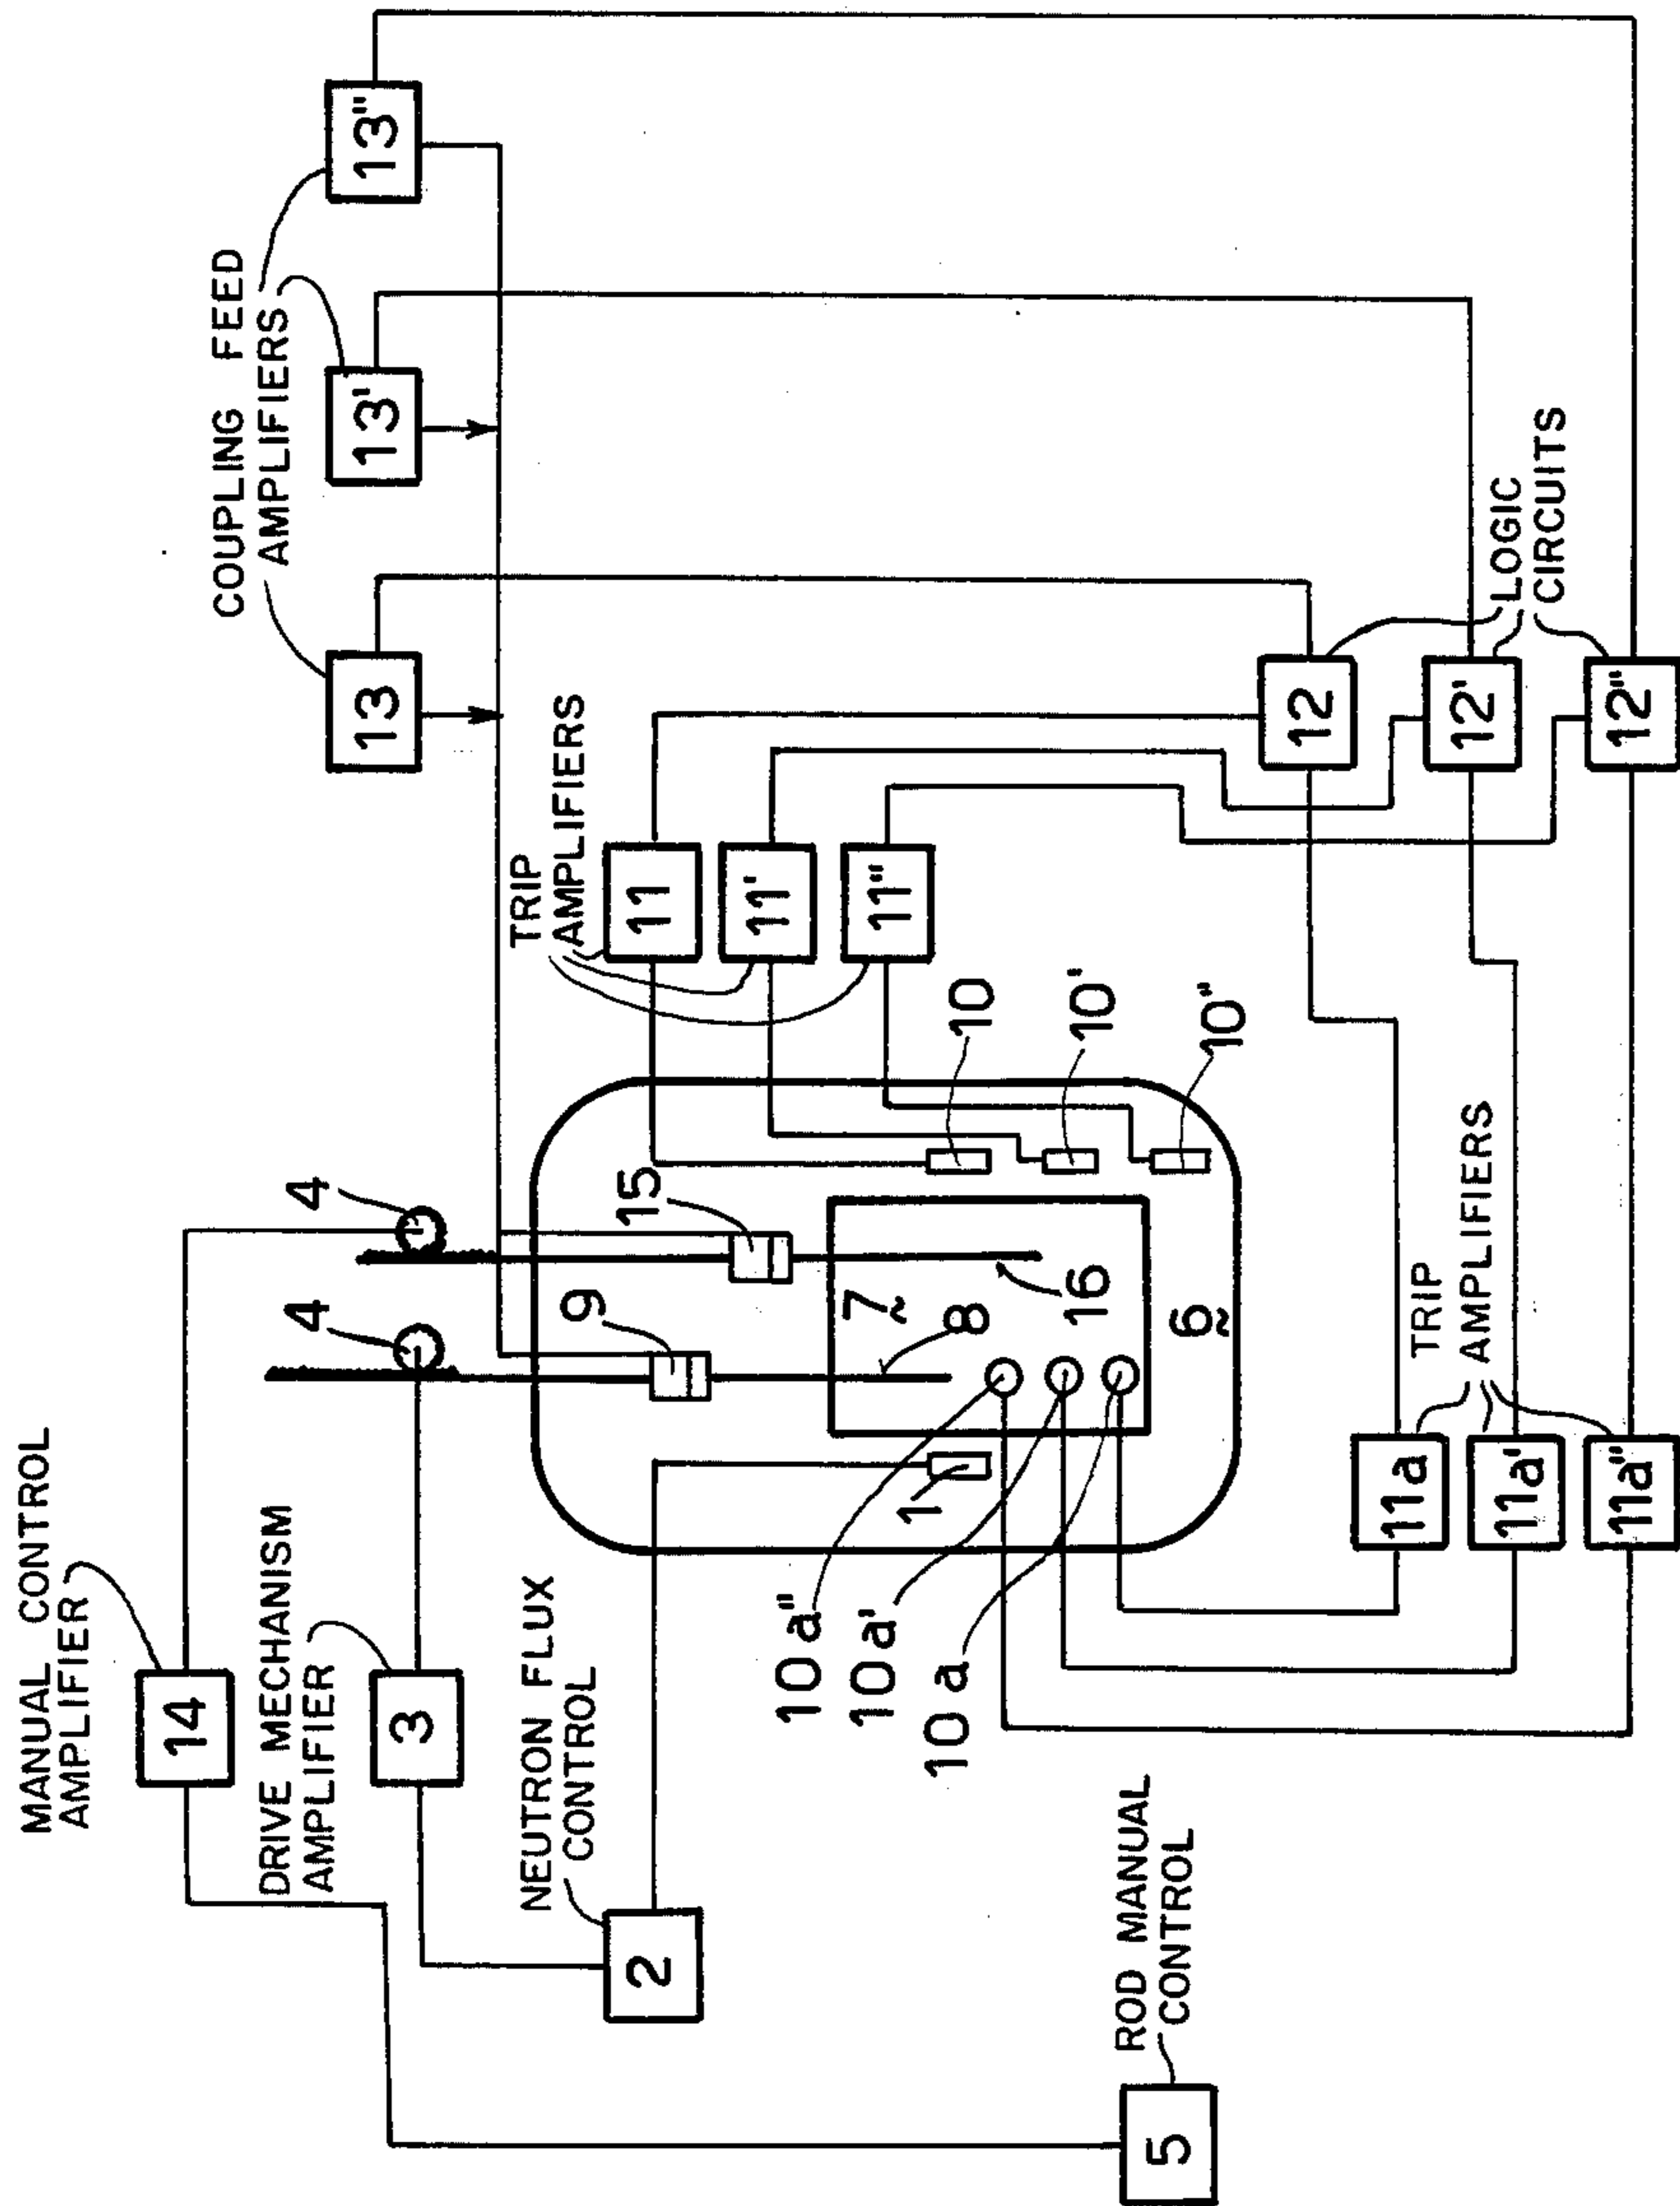 MANUAL CONTROL
AMPLIFIER
14
DRIVE MECHANISM
AMPLIFIER
3
NEUTRON FLUX
CONTROL
2
ROD MANUAL
CONTROL
5
4
4
9
15
7
8
16
6
1
10
10'
10"
10a"
10a'
10a
TRIP
AMPLIFIERS
11
11'
11"
COUPLING FEED
AMPLIFIERS
13
13'
13"
12
12'
12"
LOGIC
CIRCUITS
TRIP
AMPLIFIERS
11a
11a'
11a"